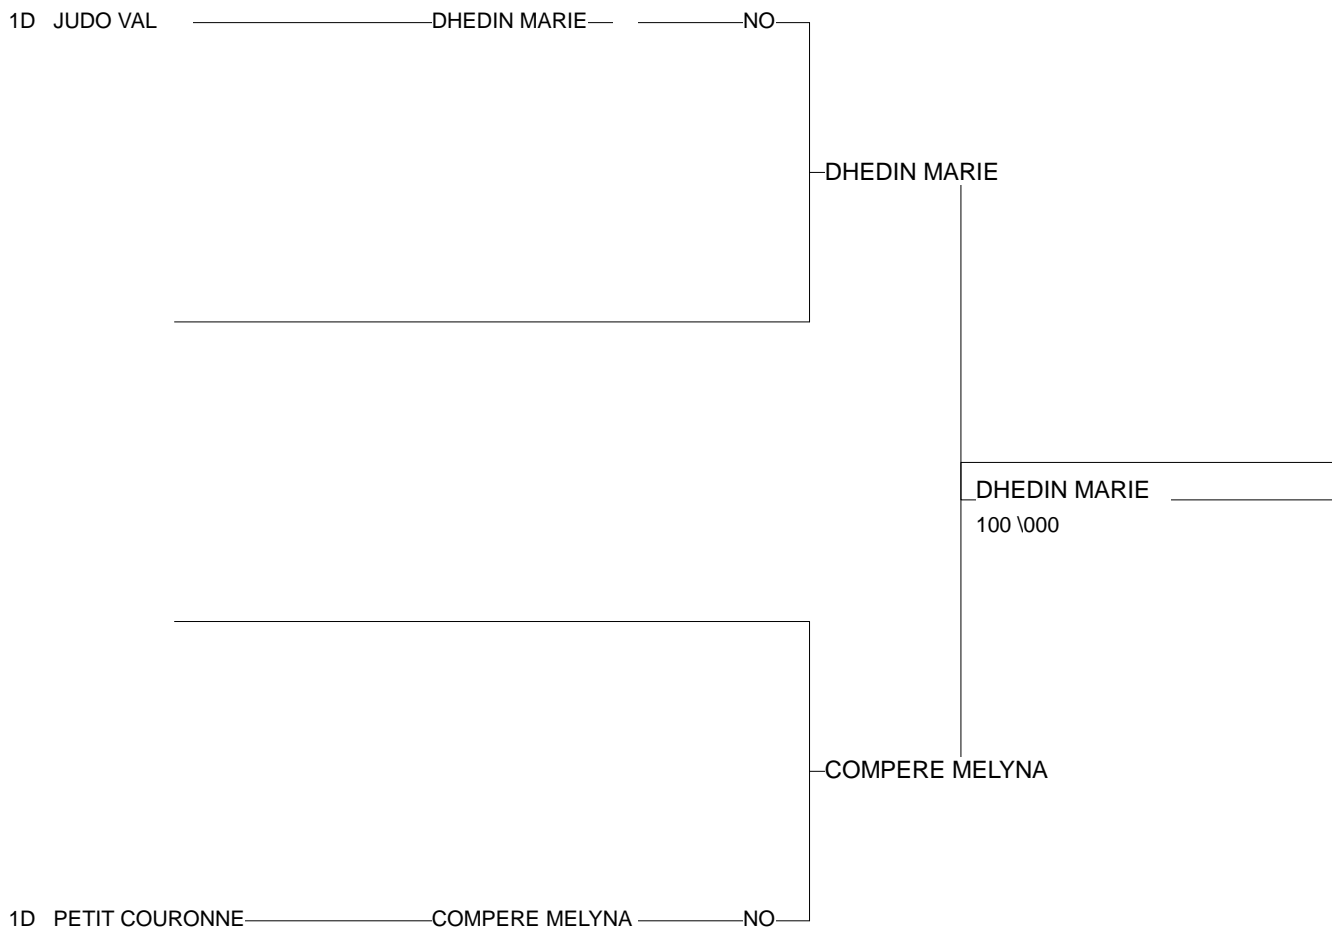 1D JUDO VAL DHEDIN MARIE NO
DHEDIN MARIE
DHEDIN MARIE
100 \000
COMPERE MELYNA
1D PETIT COURONNE COMPERE MELYNA NO